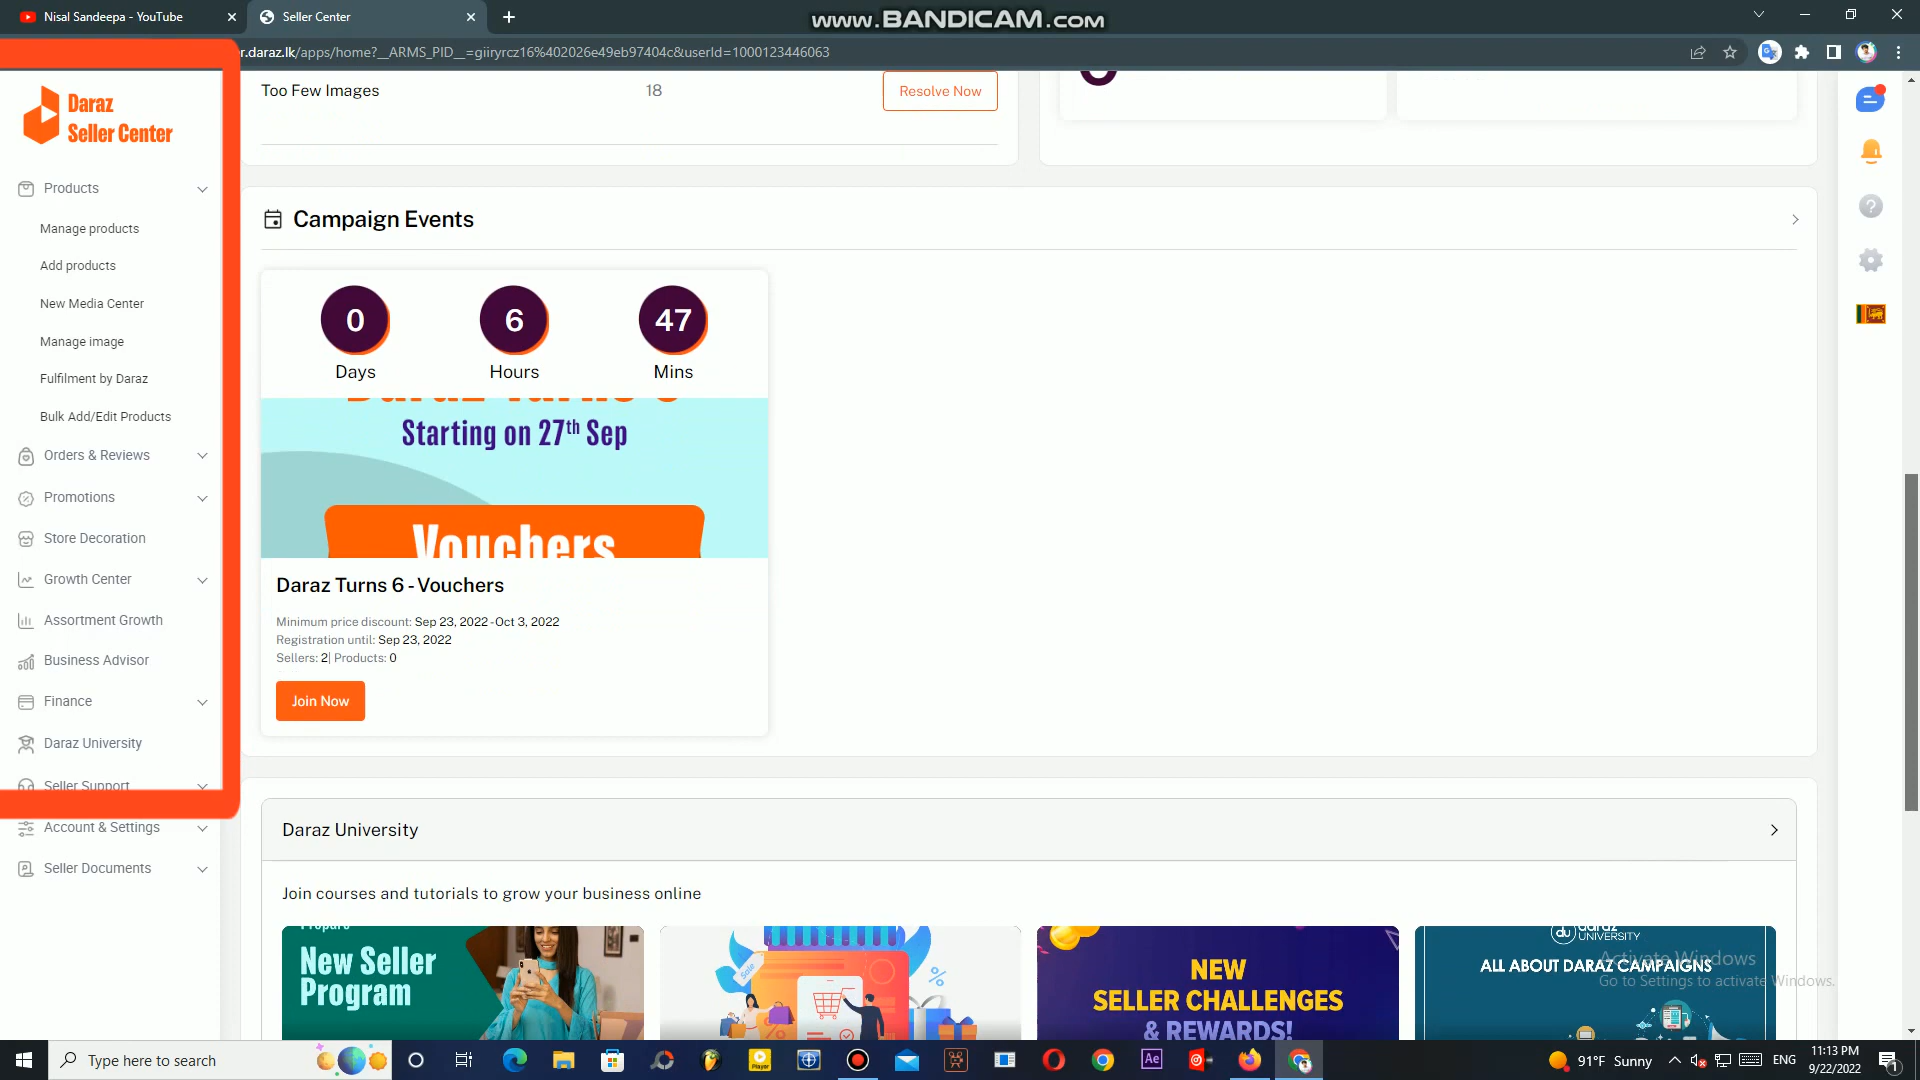 Nisal Sandeepa - YouTube
Seller Center
www.BANDICAM.com
r.daraz.lk/apps/home?__ARMS_PID__=giiryrcz16%402026e49eb97404c&userId=1000123446063
Daraz
Seller Center
Products
Manage products
Add products
New Media Center
Manage image
Fulfilment by Daraz
Bulk Add/Edit Products
Orders & Reviews
Promotions
Store Decoration
Growth Center
Assortment Growth
Business Advisor
Finance
Daraz University
Seller Support
Account & Settings
Seller Documents
Too Few Images 18 Resolve Now
Campaign Events
0 6 47
Days Hours Mins
Starting on 27th Sep
Vouchers
Daraz Turns 6 - Vouchers
Minimum price discount: Sep 23, 2022-Oct 3, 2022
Registration until: Sep 23, 2022
Sellers: 2| Products: 0
Join Now
Daraz University
Join courses and tutorials to grow your business online
New Seller
Program
Sale
%
NEW
SELLER CHALLENGES
& REWARDS!
du daraz
UNIVERSITY
ALL ABOUT DARAZ CAMPAIGNS
Activate Windows
Go to Settings to activate Windows.
Type here to search
Player
Ae
91°F Sunny
ENG
11:13 PM
9/22/2022
1